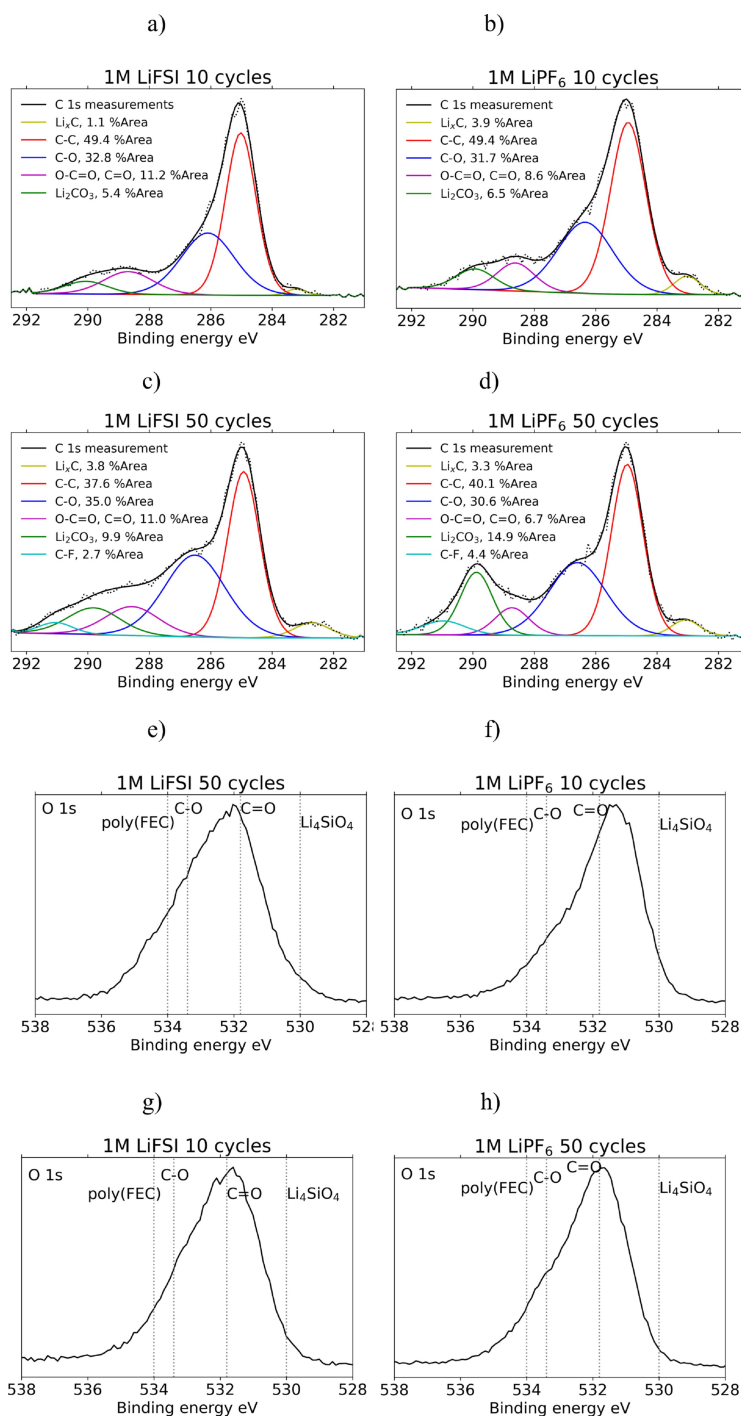 a)
1M LiFSI 10 cycles
C 1s measurements
LiₓC, 1.1 %Area
C-C, 49.4 %Area
C-O, 32.8 %Area
O-C=O, C=O, 11.2 %Area
Li₂CO₃, 5.4 %Area
292 290 288 286 284 282
Binding energy eV
b)
1M LiPF₆ 10 cycles
C 1s measurements
LiₓC, 3.9 %Area
C-C, 49.4 %Area
C-O, 31.7 %Area
O-C=O, C=O, 8.6 %Area
Li₂CO₃, 6.5 %Area
292 290 288 286 284 282
Binding energy eV
c)
1M LiFSI 50 cycles
C 1s measurement
LiₓC, 3.8 %Area
C-C, 37.6 %Area
C-O, 35.0 %Area
O-C=O, C=O, 11.0 %Area
Li₂CO₃, 9.9 %Area
C-F, 2.7 %Area
292 290 288 286 284 282
Binding energy eV
d)
1M LiPF₆ 50 cycles
C 1s measurement
LiₓC, 3.3 %Area
C-C, 40.1 %Area
C-O, 30.6 %Area
O-C=O, C=O, 6.7 %Area
Li₂CO₃, 14.9 %Area
C-F, 4.4 %Area
292 290 288 286 284 282
Binding energy eV
e)
1M LiFSI 50 cycles
O 1s C-O C=O
poly(FEC) Li₄SiO₄
538 536 534 532 530 528
Binding energy eV
f)
1M LiPF₆ 10 cycles
O 1s C-O C=O
poly(FEC) Li₄SiO₄
538 536 534 532 530 528
Binding energy eV
g)
1M LiFSI 10 cycles
O 1s C-O
poly(FEC) C=O Li₄SiO₄
538 536 534 532 530 528
Binding energy eV
h)
1M LiPF₆ 50 cycles
O 1s C-O C=O
poly(FEC) Li₄SiO₄
538 536 534 532 530 528
Binding energy eV